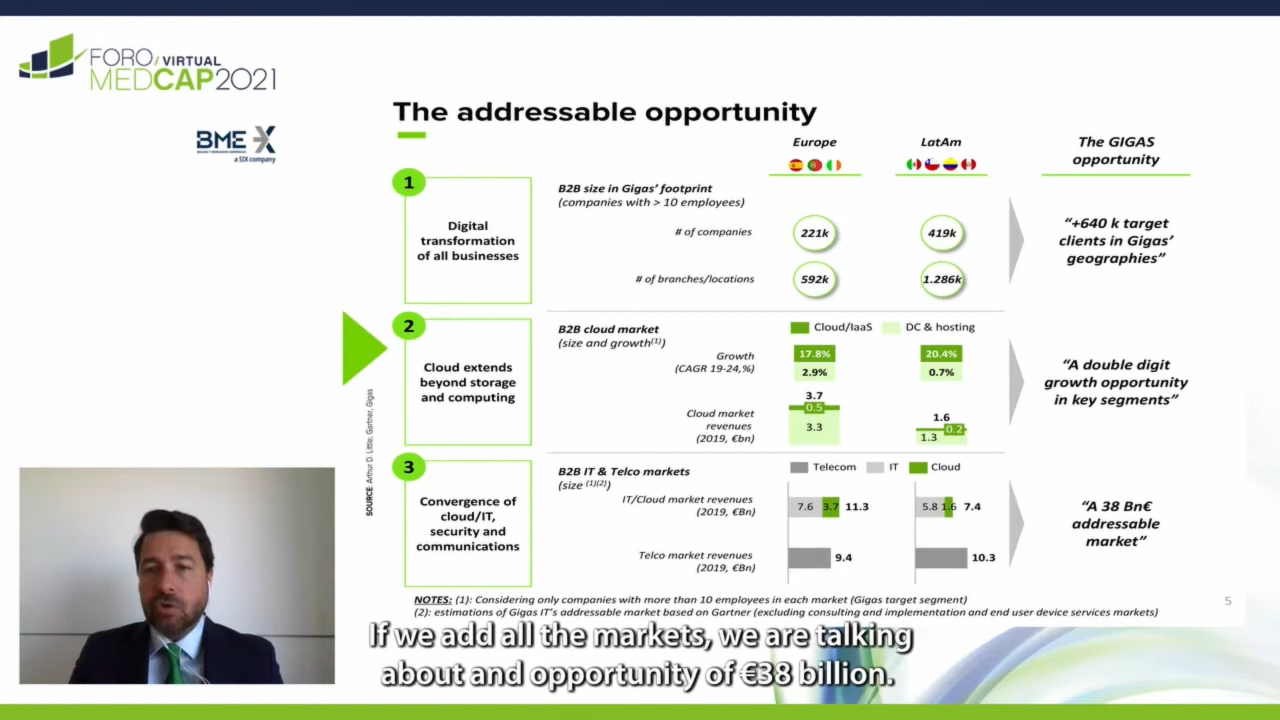 FORO/VIRTUAL
MEDCAP2021
BME X
a SIX company
The addressable opportunity
Europe
LatAm
The GIGAS
opportunity
1
Digital
transformation
of all businesses
B2B size in Gigas' footprint
(companies with > 10 employees)
# of companies
221k
419k
# of branches/locations
592k
1.286k
“+640 k target
clients in Gigas'
geographies”
2
Cloud extends
beyond storage
and computing
B2B cloud market
(size and growth(1))
Cloud/IaaS
DC & hosting
Growth
(CAGR 19-24,%)
17.8%
20.4%
2.9%
0.7%
Cloud market
revenues
(2019, €bn)
3.7
0.5
3.3
1.6
0.2
1.3
“A double digit
growth opportunity
in key segments”
3
Convergence of
cloud/IT,
security and
communications
B2B IT & Telco markets
(size (1)(2))
Telecom
IT
Cloud
IT/Cloud market revenues
(2019, €Bn)
7.6 3.7 11.3
5.8 1.6 7.4
Telco market revenues
(2019, €Bn)
9.4
10.3
“A 38 Bn€
addressable
market”
SOURCE: Arthur D. Little, Gartner, Gigas
NOTES: (1): Considering only companies with more than 10 employees in each market (Gigas target segment)
(2): estimations of Gigas IT's addressable market based on Gartner (excluding consulting and implementation and end user device services markets)
5
If we add all the markets, we are talking
about and opportunity of €38 billion.